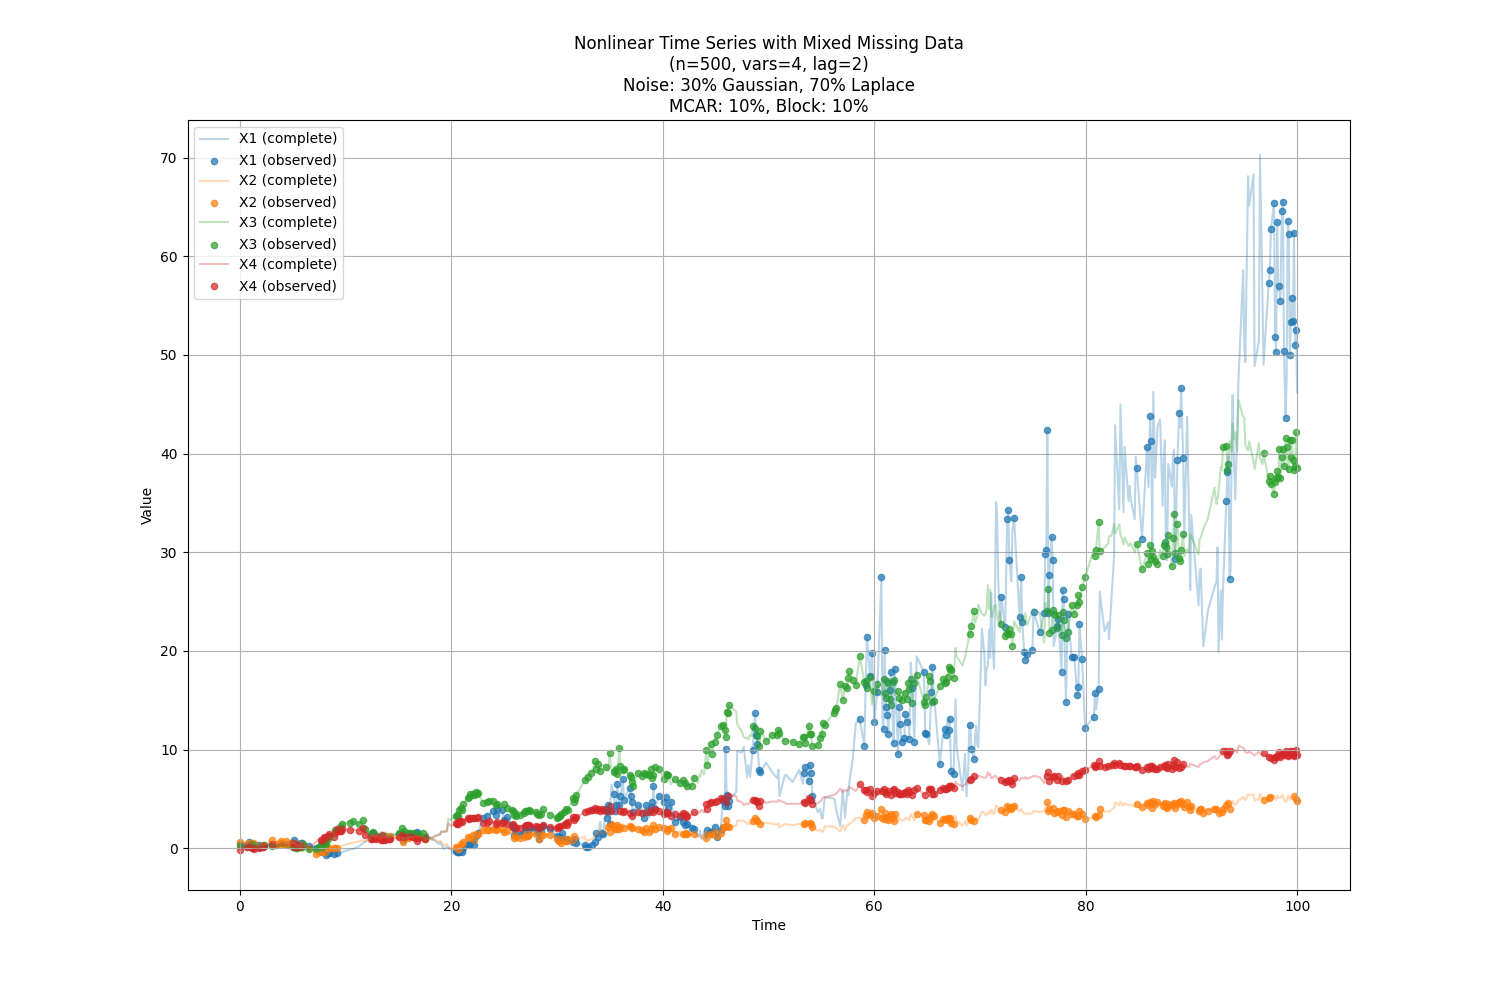 Nonlinear Time Series with Mixed Missing Data
(n=500, vars=4, lag=2)
Noise: 30% Gaussian, 70% Laplace
MCAR: 10%, Block: 10%
X1 (complete)
X1 (observed)
X2 (complete)
X2 (observed)
X3 (complete)
X3 (observed)
X4 (complete)
X4 (observed)
70
60
50
40
30
20
10
0
Value
0 20 40 60 80 100
Time